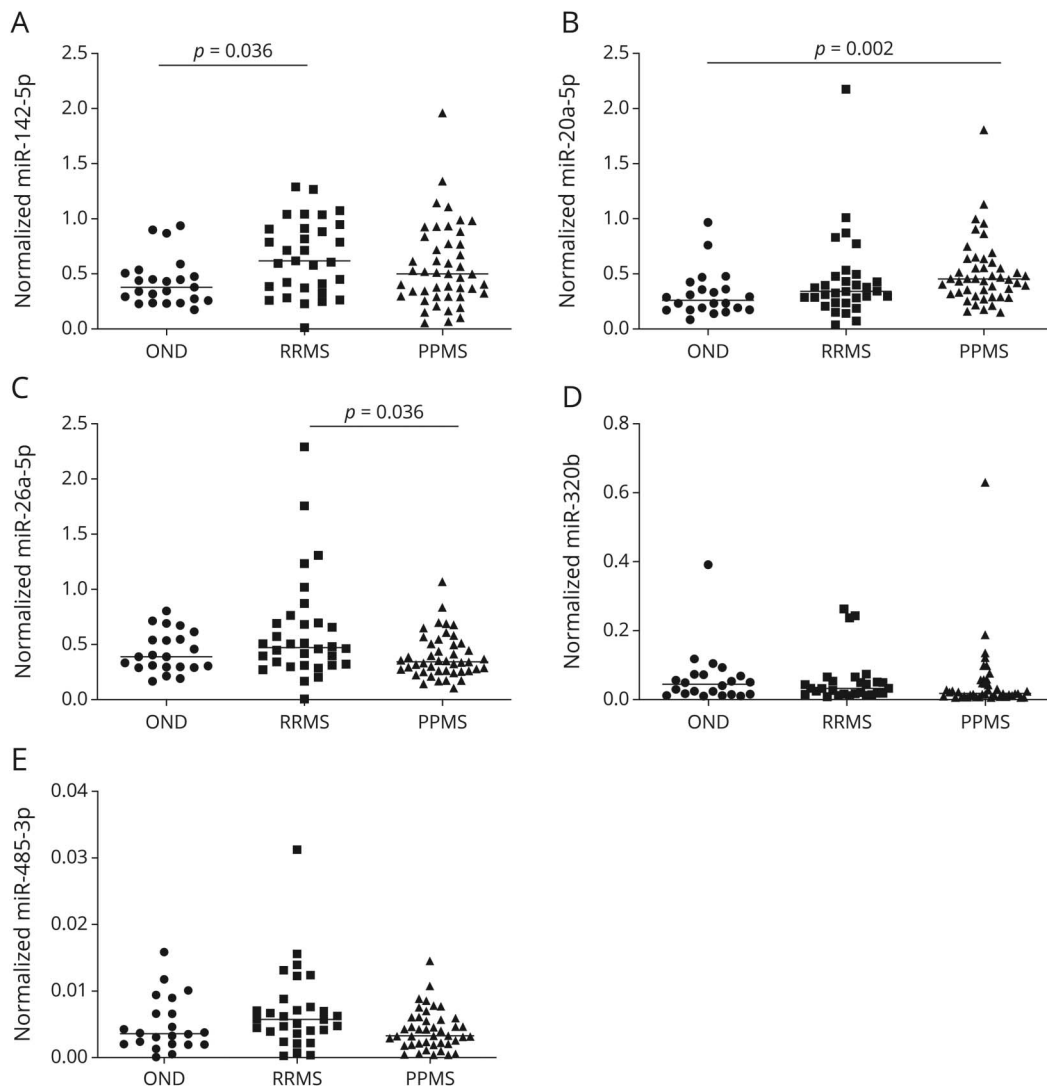 A
p = 0.036
Normalized miR-142-5p
2.5
2.0
1.5
1.0
0.5
0.0
OND RRMS PPMS
B
p = 0.002
Normalized miR-20a-5p
2.5
2.0
1.5
1.0
0.5
0.0
OND RRMS PPMS
C
p = 0.036
Normalized miR-26a-5p
2.5
2.0
1.5
1.0
0.5
0.0
OND RRMS PPMS
D
Normalized miR-320b
0.8
0.6
0.4
0.2
0.0
OND RRMS PPMS
E
Normalized miR-485-3p
0.04
0.03
0.02
0.01
0.00
OND RRMS PPMS